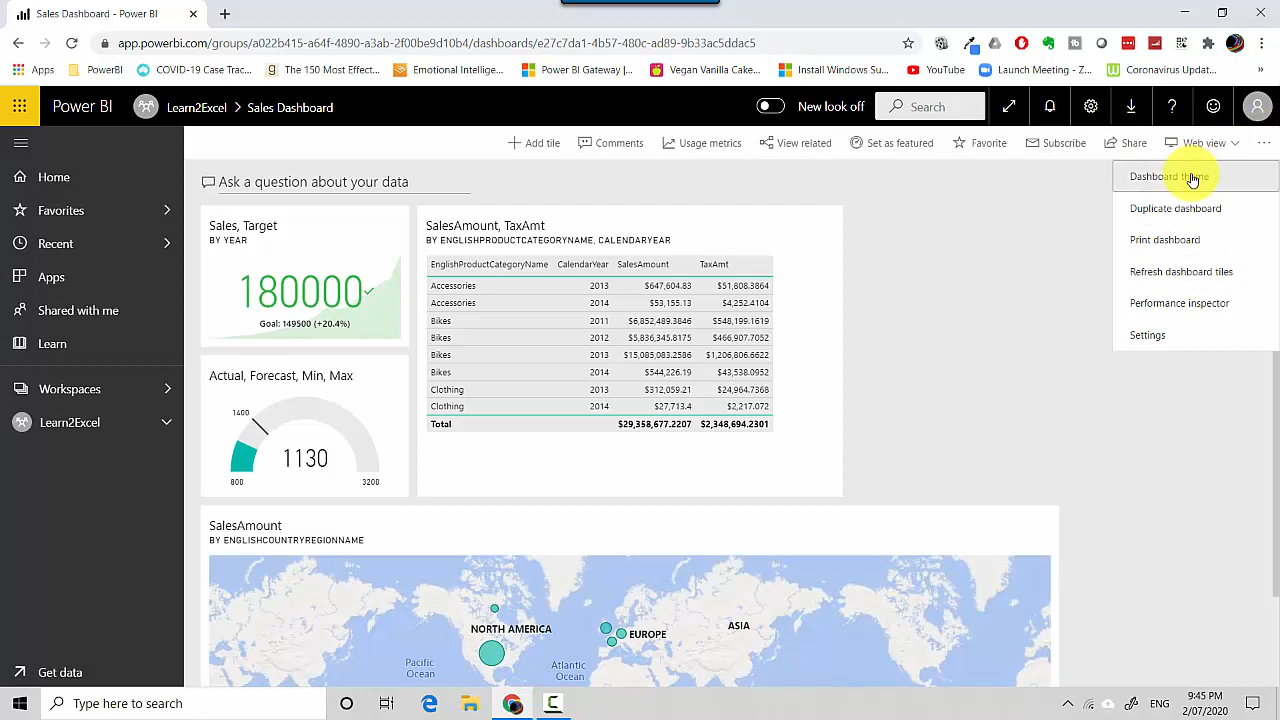 Sales Dashboard - Power BI
app.powerbi.com/groups/a022b415-a64f-4990-a3ab-2f00be9d10b4/dashboards/e27c7da1-4b57-480c-ad89-9b33ac5ddac5
Apps PowerBI COVID-19 Case Trac... The 150 Most Effect... Emotional Intellige... Power BI Gateway |... Vegan Vanilla Cake... Install Windows Su... YouTube Launch Meeting - Z... Coronavirus Updat... »
Power BI Learn2Excel > Sales Dashboard New look off Search
Add tile Comments Usage metrics View related Set as featured Favorite Subscribe Share Web view ...
Home
Favorites
Recent
Apps
Shared with me
Learn
Workspaces
Learn2Excel
Get data
Ask a question about your data
Dashboard theme
Duplicate dashboard
Print dashboard
Refresh dashboard tiles
Performance inspector
Settings
Sales, Target
BY YEAR
180000
Goal: 149500 (+20.4%)
SalesAmount, TaxAmt
BY ENGLISHPRODUCTCATEGORYNAME, CALENDARYEAR
EnglishProductCategoryName CalendarYear SalesAmount TaxAmt
Accessories 2013 $647,604.83 $51,808.3864
Accessories 2014 $53,155.13 $4,252.4104
Bikes 2011 $6,852,489.3846 $548,199.1619
Bikes 2012 $5,836,345.8175 $466,907.7052
Bikes 2013 $15,085,083.2586 $1,206,806.6622
Bikes 2014 $544,226.19 $43,538.0952
Clothing 2013 $312,059.21 $24,964.7368
Clothing 2014 $27,713.4 $2,217.072
Total $29,358,677.2207 $2,348,694.2301
Actual, Forecast, Min, Max
1400
1130
800 3200
SalesAmount
BY ENGLISHCOUNTRYREGIONNAME
NORTH AMERICA
EUROPE
ASIA
Pacific
Ocean
Atlantic
Ocean
Type here to search
ENG
9:45 PM
2/07/2020